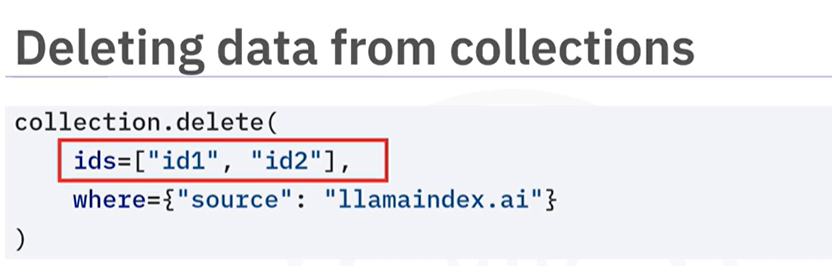 Deleting data from collections
collection.delete(
    ids=["id1", "id2"],
    where={"source": "llamaindex.ai"}
)